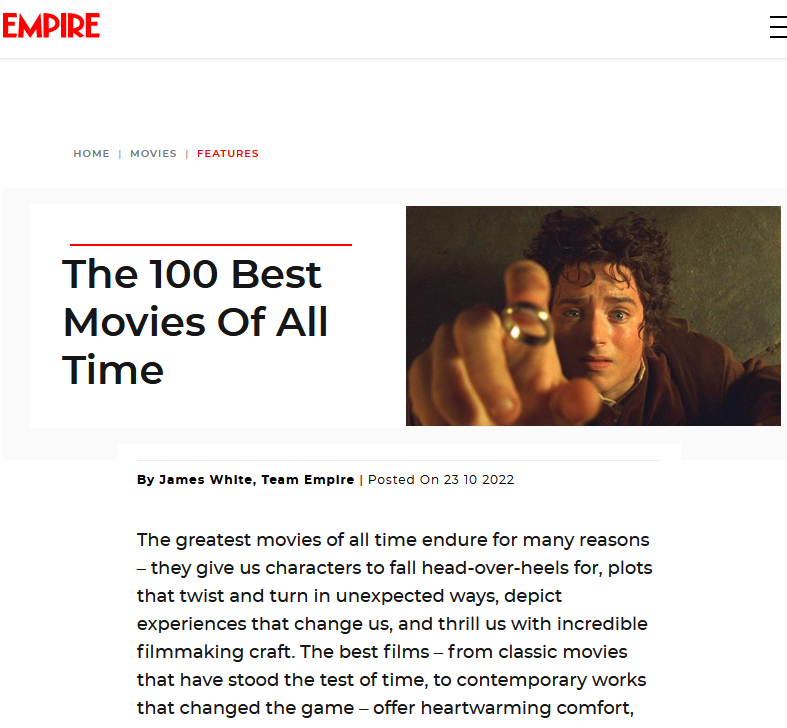 EMPIRE
HOME | MOVIES | FEATURES
The 100 Best
Movies Of All
Time
By James White, Team Empire | Posted On 23 10 2022
The greatest movies of all time endure for many reasons
– they give us characters to fall head-over-heels for, plots
that twist and turn in unexpected ways, depict
experiences that change us, and thrill us with incredible
filmmaking craft. The best films – from classic movies
that have stood the test of time, to contemporary works
that changed the game – offer heartwarming comfort,